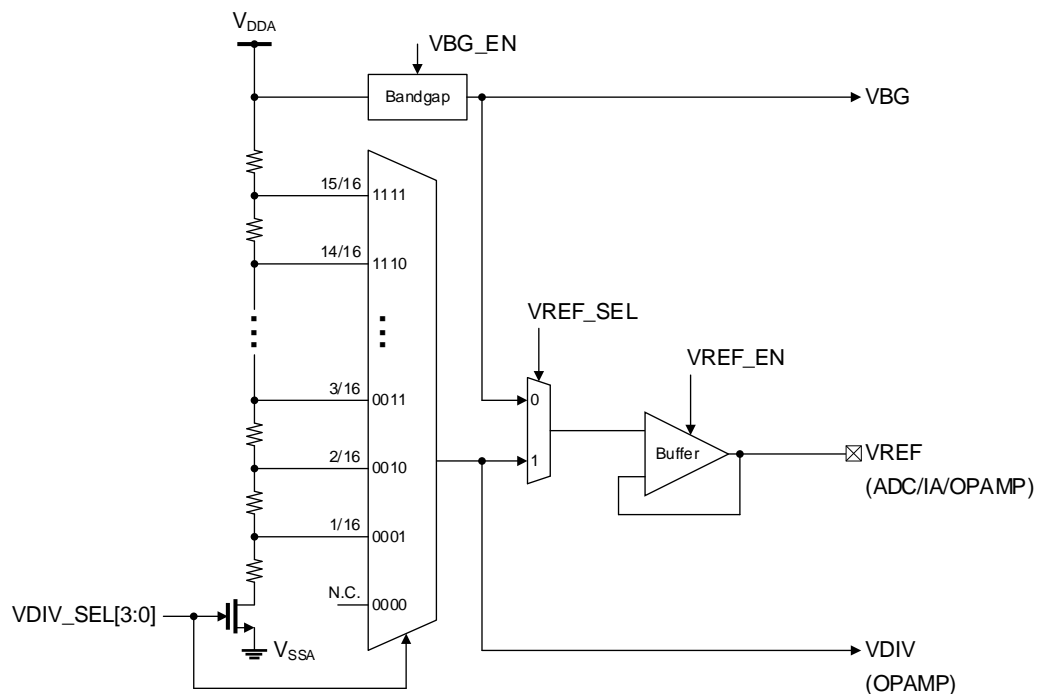 VDDA
VBG_EN
Bandgap
VBG
15/16
1111
14/16
1110
VREF_SEL
VREF_EN
3/16
0011
0
Buffer
VREF
(ADC/IA/OPAMP)
1
2/16
0010
1/16
0001
N.C.
0000
VDIV_SEL[3:0]
VSSA
VDIV
(OPAMP)